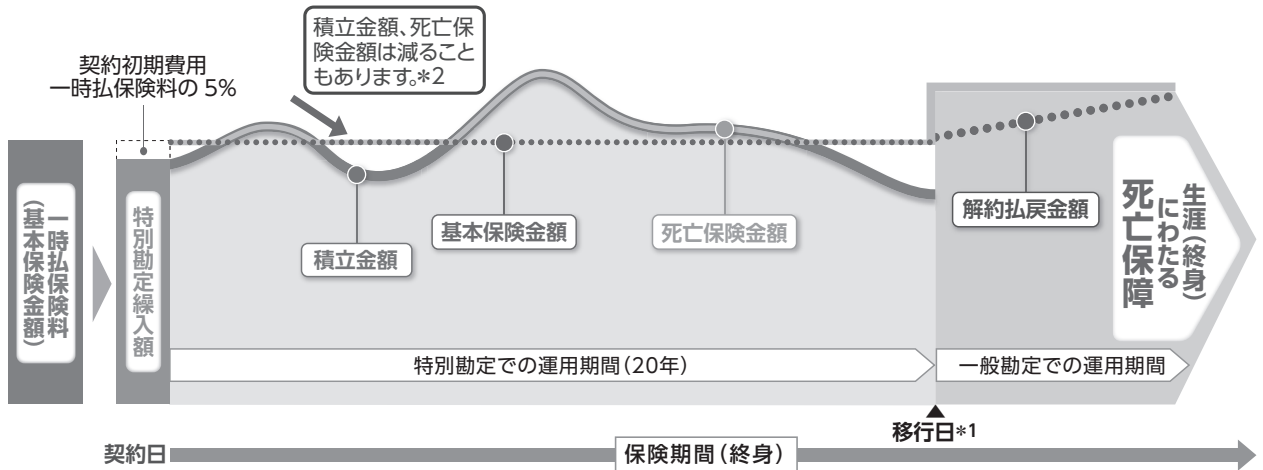 積立金額、死亡保
険金額は減ること
もあります。*2
契約初期費用
一時払保険料の 5%
一時払保険料
(基本保険金額)
特別勘定繰入額
積立金額
基本保険金額
死亡保険金額
解約払戻金額
生涯(終身)
にわたる
死亡保障
特別勘定での運用期間(20年)
一般勘定での運用期間
移行日*1
契約日
保険期間(終身)